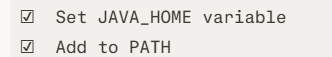 ☑ Set JAVA_HOME variable
☑ Add to PATH